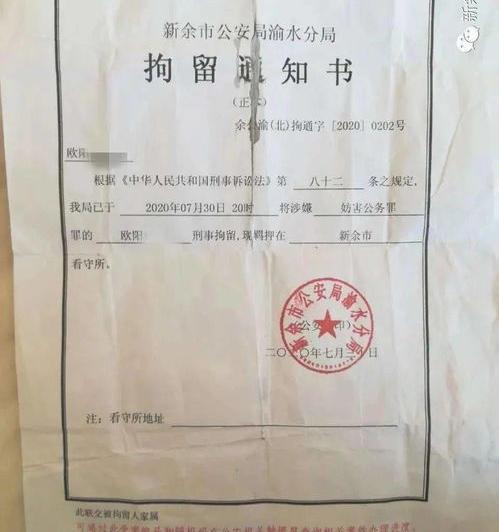 新余市公安局渝水分局
拘留通知书
(正本)
余公渝(北)拘通字 [2020] 0202号
欧阳
根据《中华人民共和国刑事诉讼法》第 八十二 条之规定,
我局已于 2020年07月30日 20时 将涉嫌 妨害公务罪
罪的 欧阳 刑事拘留, 现羁押在 新余市
看守所。
新余市公安局渝水分局
公安 印)
二〇二〇年七月三 日
注: 看守所地址
此联交被拘留人家属